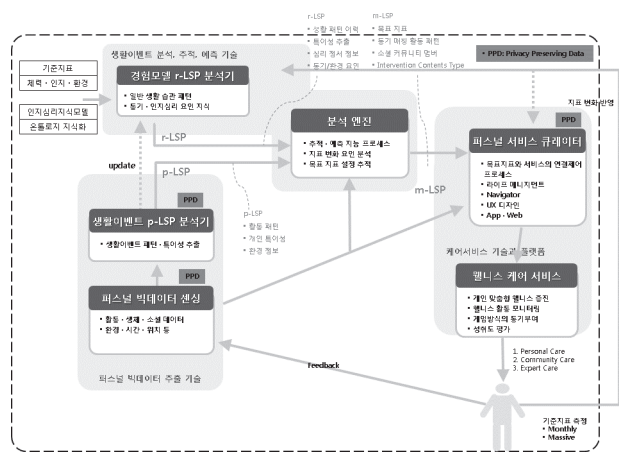 r-LSP
• 생활 패턴 이력
• 특이성 추출
• 심리 정서 정보
• 동기/환경 요인
m-LSP
• 목표 지표
• 동기 매칭 활동 패턴
• 소셜 커뮤니티 멤버
• Intervention Contents Type
• PPD: Privacy Preserving Data
생활이벤트 분석, 추적, 예측 기술
기준지표
체력·인지·환경
인지심리지식모델
온톨로지 지식화
경험모델 r-LSP 분석기
• 일반 생활 습관 패턴
• 동기·인지심리 요인 지식
r-LSP
p-LSP
update
분석 엔진
• 추적·예측 지능 프로세스
• 지표 변화 요인 분석
• 목표 지표 설정 추적
m-LSP
지표 변화 반영
PPD
퍼스널 서비스 큐레이터
• 목표지표와 서비스의 연결제어
프로세스
• 라이프 매니지먼트
• Navigator
• UX 디자인
• App·Web
PPD
생활이벤트 p-LSP 분석기
• 생활이벤트 패턴·특이성 추출
p-LSP
• 활동 패턴
• 개인 특이성
• 환경 정보
케어서비스 기술과 플랫폼
PPD
퍼스널 빅데이터 센싱
• 활동·생체·소셜 데이터
• 환경·시간·위치 등
퍼스널 빅데이터 추출 기술
웰니스 케어 서비스
• 개인 맞춤형 웰니스 증진
• 웰니스 활동 모니터링
• 게임방식의 동기부여
• 성취도 평가
Feedback
1. Personal Care
2. Community Care
3. Expert Care
기준지표 측정
• Monthly
• Massive